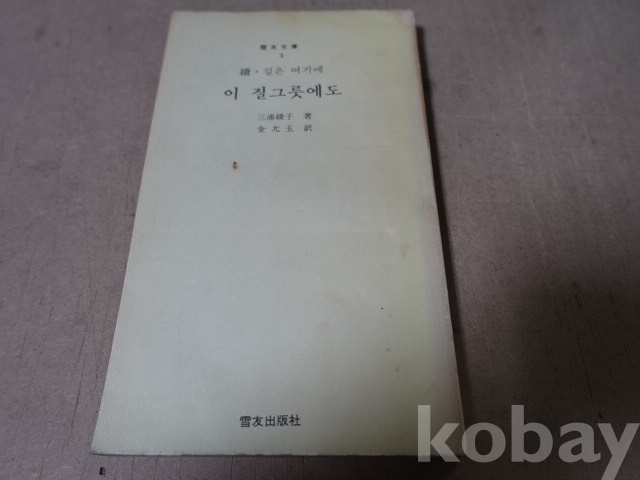 雪友文庫
3
續·길은 여기에
이 질그릇에도
三浦綾子 著
金允玉 訳
雪友出版社
kobay